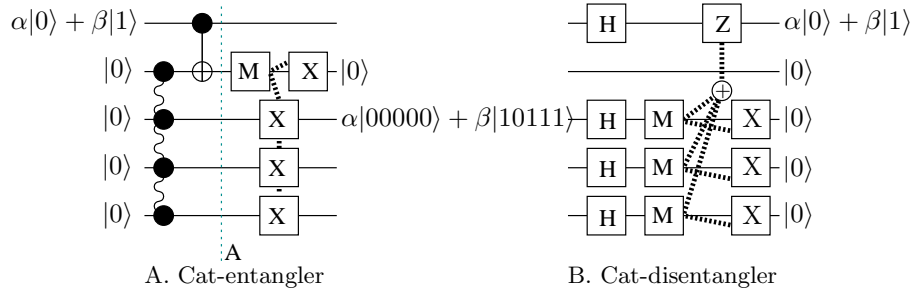 α|0⟩ + β|1⟩ H Z α|0⟩ + β|1⟩
|0⟩ M X |0⟩ |0⟩
|0⟩ X α|00000⟩ + β|10111⟩ H M X |0⟩
|0⟩ X H M X |0⟩
|0⟩ X H M X |0⟩
A
A. Cat-entangler B. Cat-disentangler